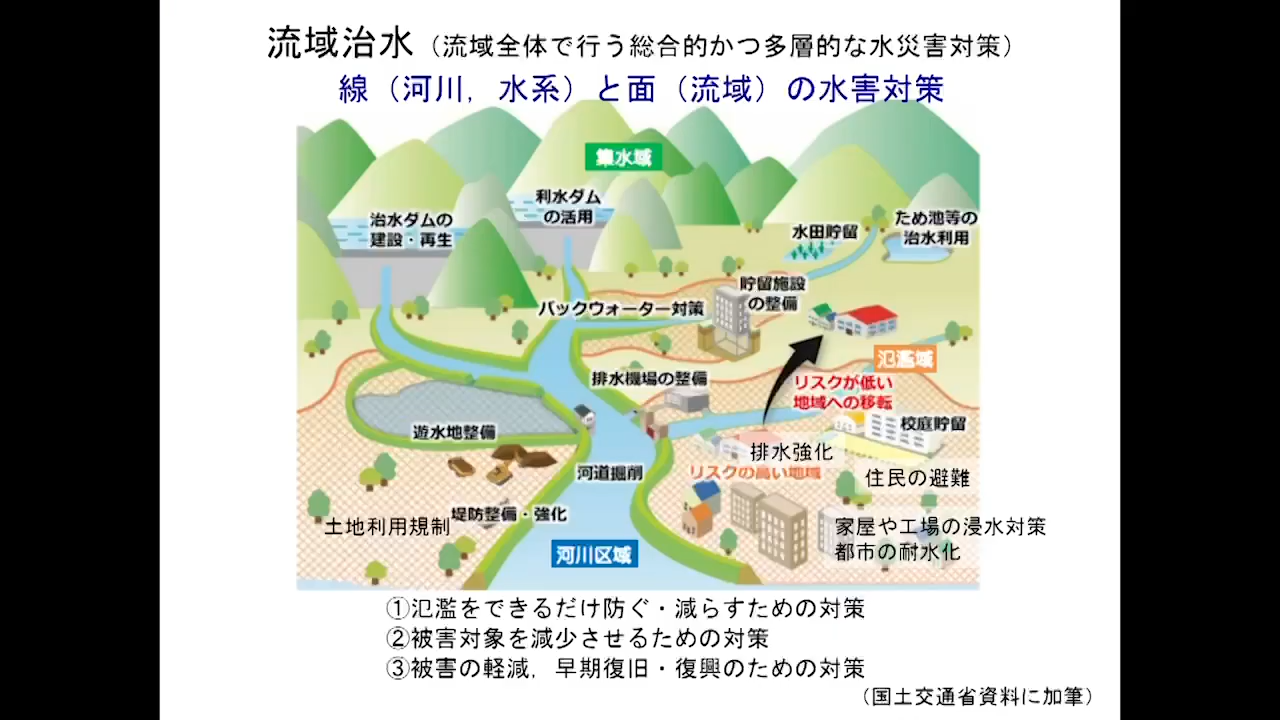 流域治水（流域全体で行う総合的かつ多層的な水災害対策）
線（河川，水系）と面（流域）の水害対策
集水域
治水ダムの
建設・再生
利水ダム
の活用
水田貯留
ため池等の
治水利用
貯留施設
の整備
バックウォーター対策
氾濫域
排水機場の整備
リスクが低い
地域への移転
校庭貯留
遊水地整備
排水強化
リスクの高い地域
住民の避難
河道掘削
堤防整備・強化
土地利用規制
家屋や工場の浸水対策
都市の耐水化
河川区域
①氾濫をできるだけ防ぐ・減らすための対策
②被害対象を減少させるための対策
③被害の軽減，早期復旧・復興のための対策
（国土交通省資料に加筆）